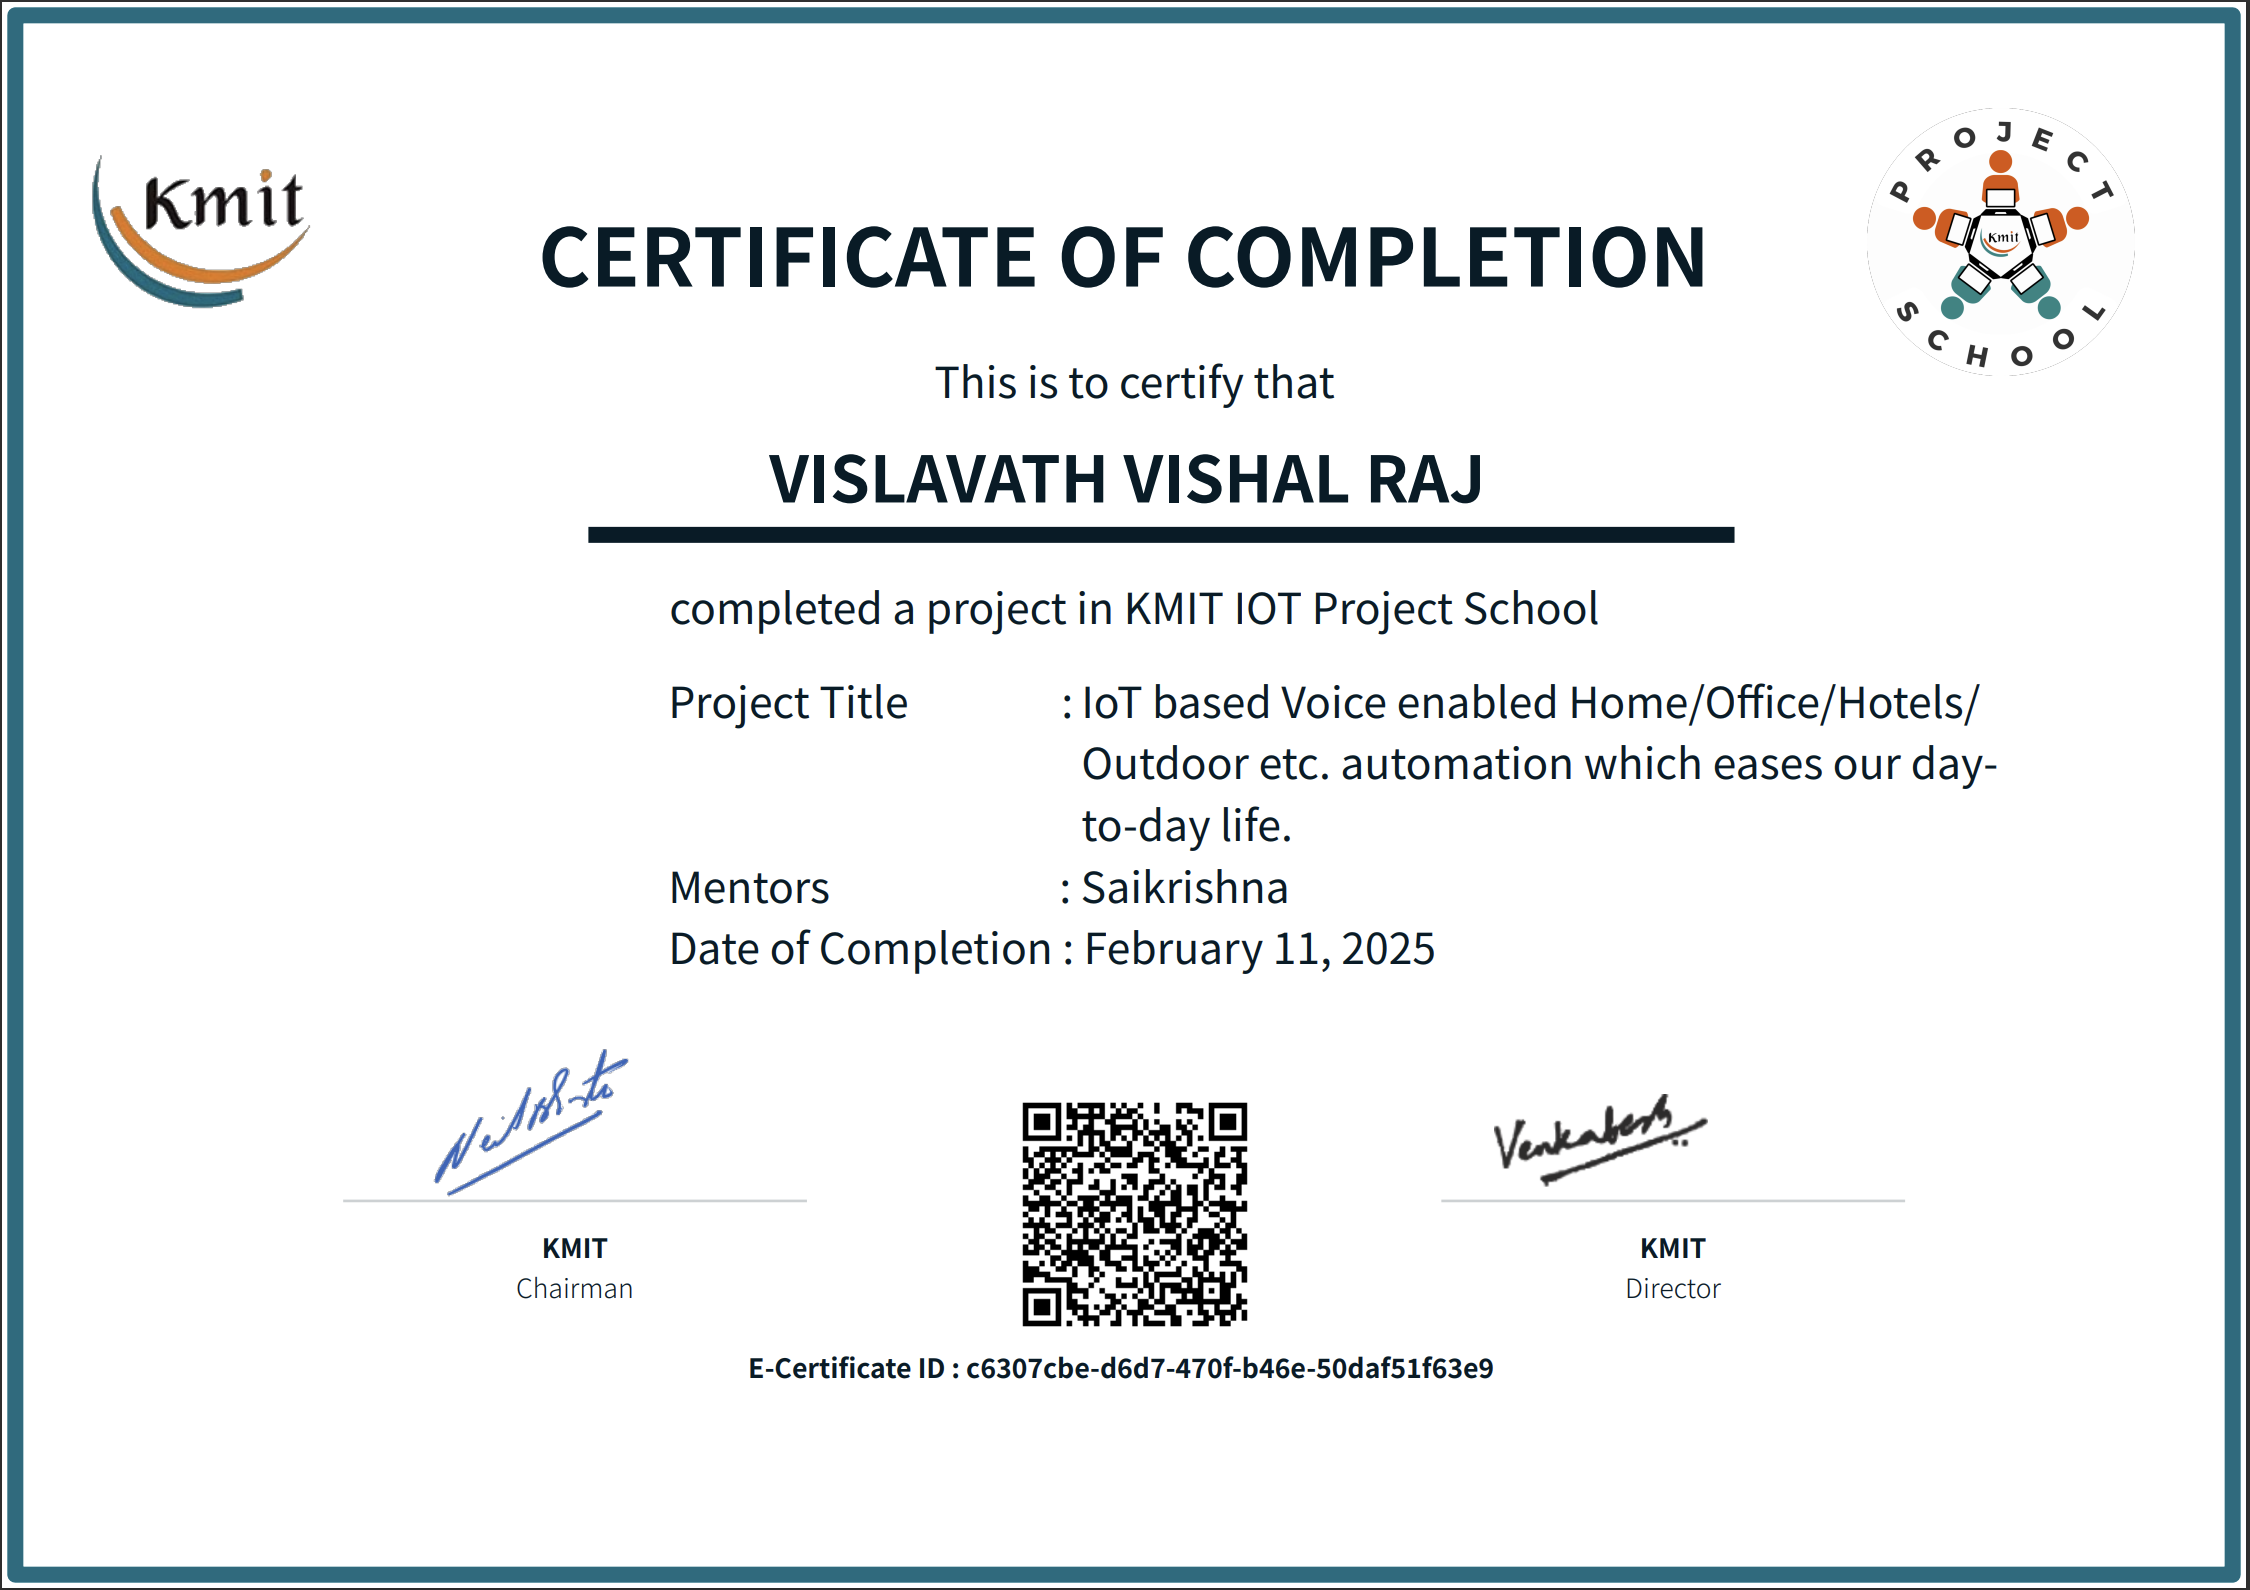 Kmit
PROJECT
Kmit
SCHOOL
CERTIFICATE OF COMPLETION
This is to certify that
VISLAVATH VISHAL RAJ
completed a project in KMIT IOT Project School
Project Title : IoT based Voice enabled Home/Office/Hotels/
Outdoor etc. automation which eases our day-
to-day life.
Mentors : Saikrishna
Date of Completion : February 11, 2025
Venkatesh
KMIT
Chairman
KMIT
Director
E-Certificate ID : c6307cbe-d6d7-470f-b46e-50daf51f63e9